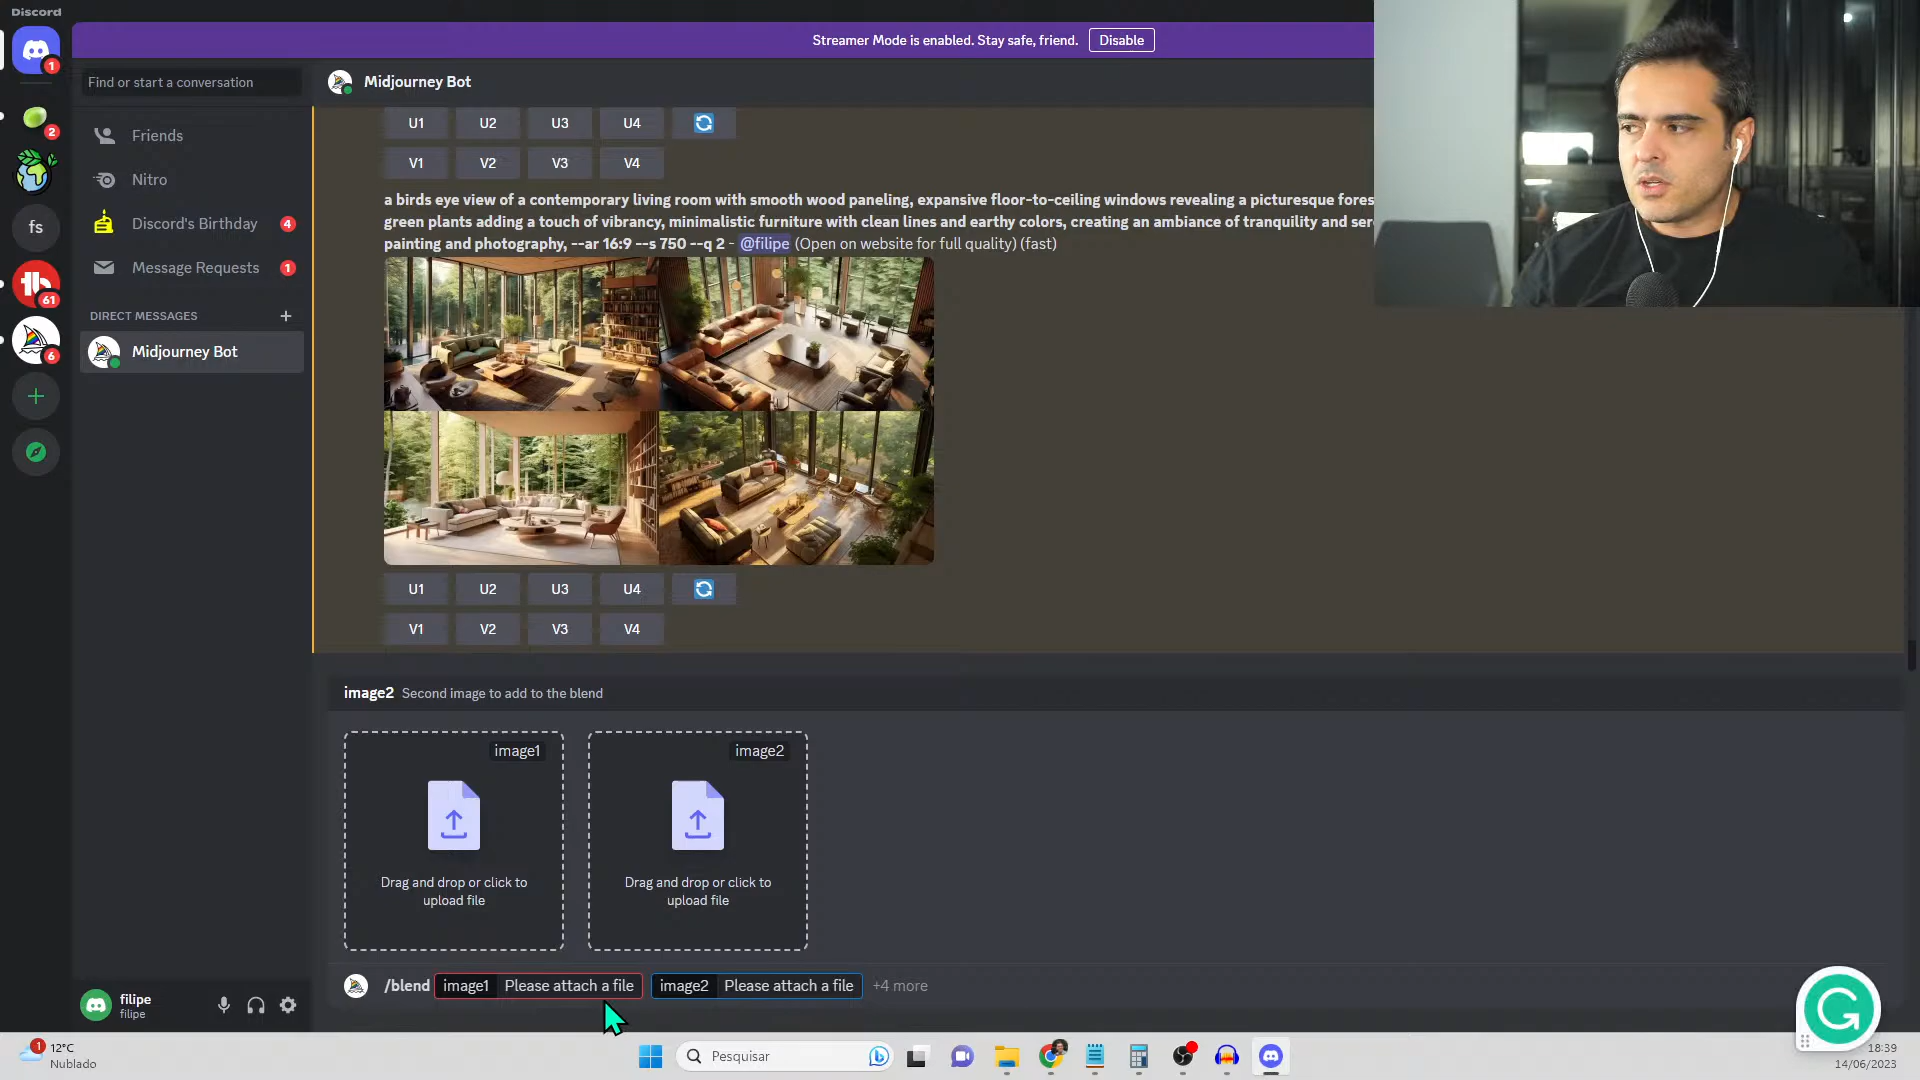 Discord
Streamer Mode is enabled. Stay safe, friend. Disable
1
Find or start a conversation
Midjourney Bot
2
Friends
Nitro
fs
Discord's Birthday 4
Message Requests 1
61
DIRECT MESSAGES +
6
Midjourney Bot
U1 U2 U3 U4
V1 V2 V3 V4
a birds eye view of a contemporary living room with smooth wood paneling, expansive floor-to-ceiling windows revealing a picturesque fores
green plants adding a touch of vibrancy, minimalistic furniture with clean lines and earthy colors, creating an ambiance of tranquility and ser
painting and photography, --ar 16:9 --s 750 --q 2 - @filipe (Open on website for full quality) (fast)
U1 U2 U3 U4
V1 V2 V3 V4
image2 Second image to add to the blend
image1
Drag and drop or click to
upload file
image2
Drag and drop or click to
upload file
/blend image1 Please attach a file image2 Please attach a file +4 more
filipe
filipe
1
12°C
Nublado
Pesquisar
18:39
14/06/2023